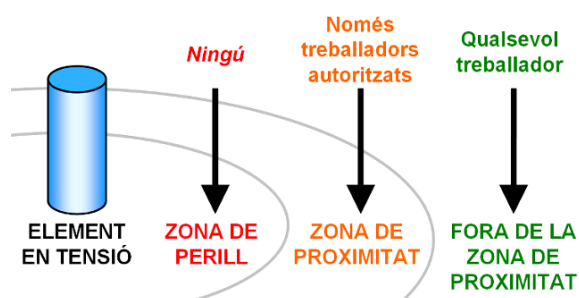 Ningú
Només
treballadors
autoritzats
Qualsevol
treballador
ELEMENT
EN TENSIÓ
ZONA DE
PERILL
ZONA DE
PROXIMITAT
FORA DE LA
ZONA DE
PROXIMITAT